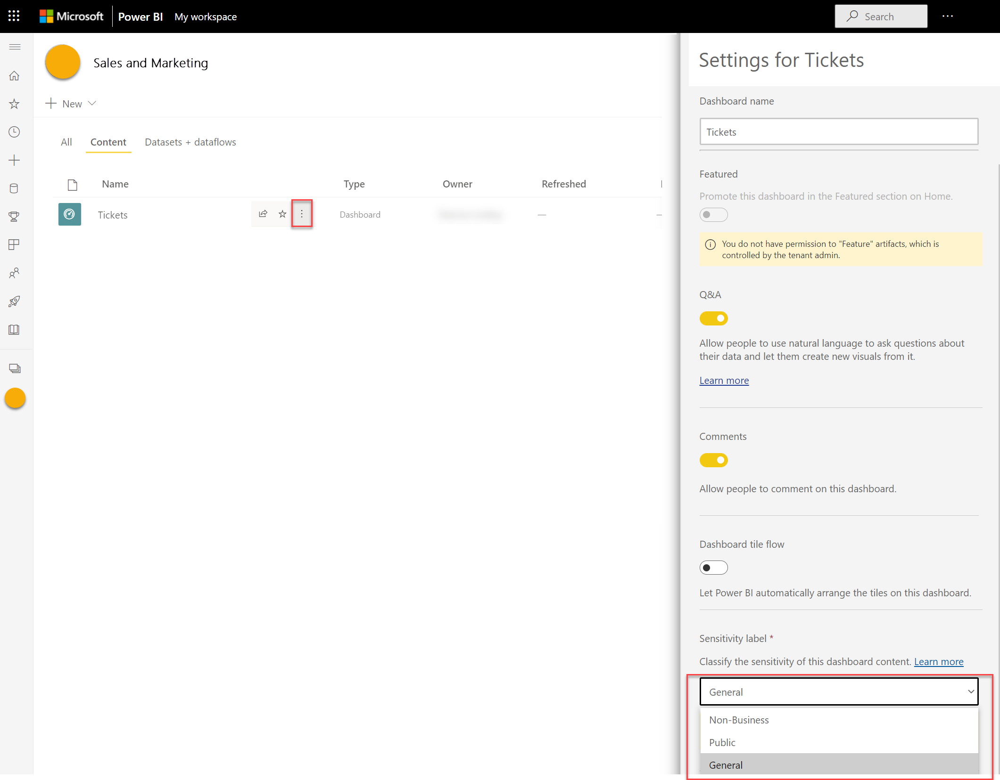 Microsoft Power BI My workspace
Search
Sales and Marketing
New
All Content Datasets + dataflows
Name Type Owner Refreshed
Tickets Dashboard — —
Settings for Tickets
Dashboard name
Tickets
Featured
Promote this dashboard in the Featured section on Home.
You do not have permission to "Feature" artifacts, which is
controlled by the tenant admin.
Q&A
Allow people to use natural language to ask questions about
their data and let them create new visuals from it.
Learn more
Comments
Allow people to comment on this dashboard.
Dashboard tile flow
Let Power BI automatically arrange the tiles on this dashboard.
Sensitivity label *
Classify the sensitivity of this dashboard content. Learn more
General
Non-Business
Public
General